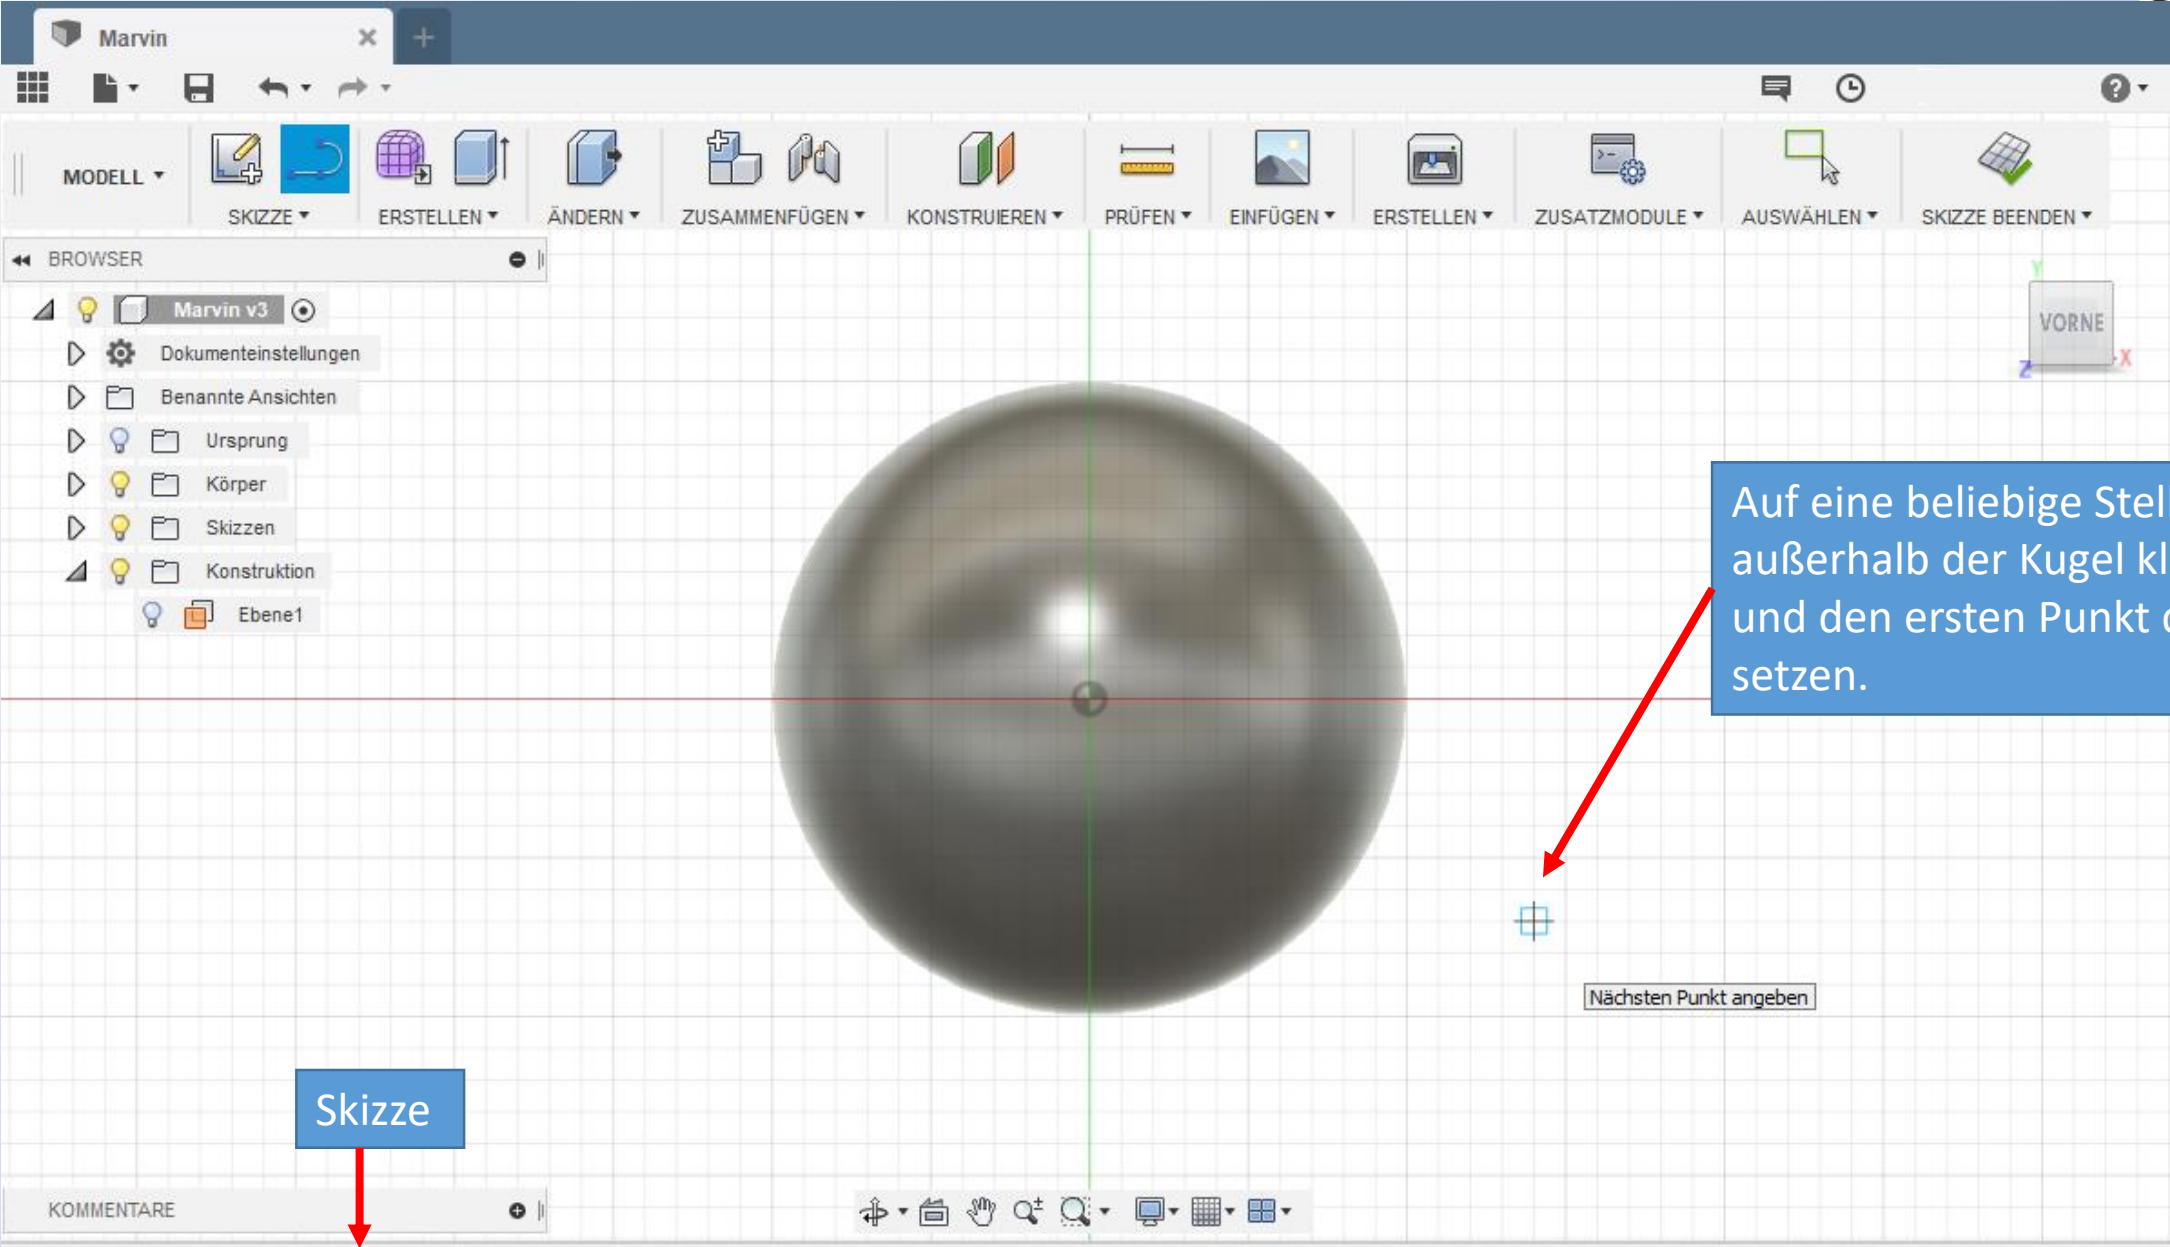 Marvin
MODELL
SKIZZE
ERSTELLEN
ÄNDERN
ZUSAMMENFÜGEN
KONSTRUIEREN
PRÜFEN
EINFÜGEN
ERSTELLEN
ZUSATZMODULE
AUSWÄHLEN
SKIZZE BEENDEN
BROWSER
Marvin v3
Dokumenteinstellungen
Benannte Ansichten
Ursprung
Körper
Skizzen
Konstruktion
Ebene1
Y
VORNE
Z
X
Auf eine beliebige
außerhalb der Kugel
und den ersten Punkt
setzen.
Nächsten Punkt angeben
Skizze
KOMMENTARE